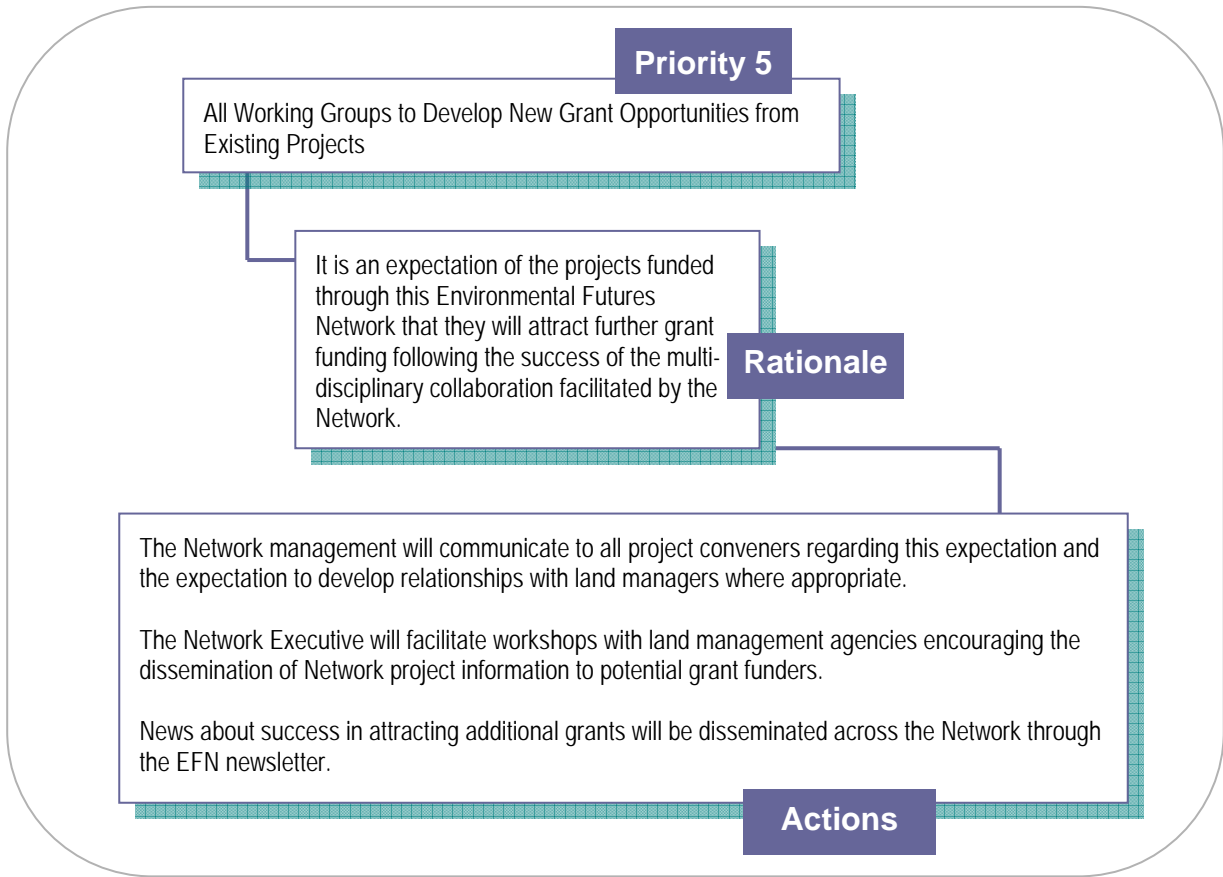 Priority 5
All Working Groups to Develop New Grant Opportunities from
Existing Projects
It is an expectation of the projects funded
through this Environmental Futures
Network that they will attract further grant
funding following the success of the multi-
disciplinary collaboration facilitated by the
Network.
Rationale
The Network management will communicate to all project conveners regarding this expectation and
the expectation to develop relationships with land managers where appropriate.
The Network Executive will facilitate workshops with land management agencies encouraging the
dissemination of Network project information to potential grant funders.
News about success in attracting additional grants will be disseminated across the Network through
the EFN newsletter.
Actions